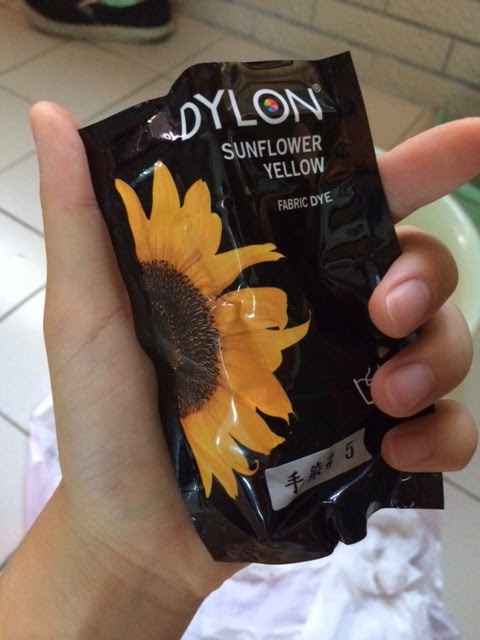 DYLON®
SUNFLOWER
YELLOW
FABRIC DYE
手染# 5